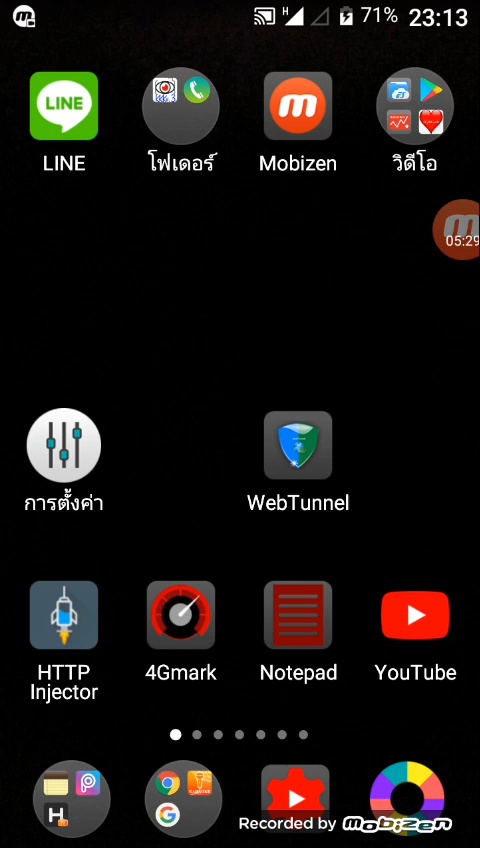 H
71%
23:13
LINE
LINE
โฟเดอร์
Mobizen
วิดีโอ
05:29
การตั้งค่า
WebTunnel
HTTP
Injector
4Gmark
Notepad
YouTube
Recorded by mobizen